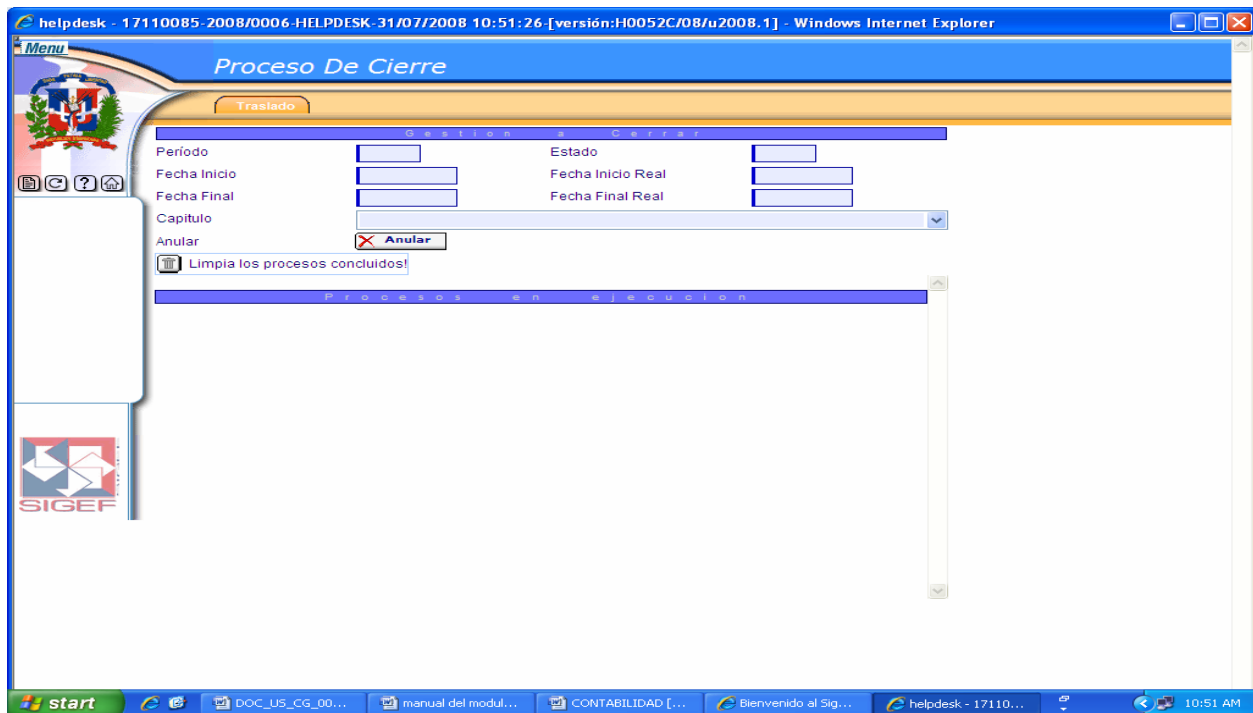 helpdesk - 17110085-2008/0006-HELPDESK-31/07/2008 10:51:26-[versión:H0052C/08/u2008.1] - Windows Internet Explorer
Menu
Proceso De Cierre
Traslado
Gestion a Cerrar
Período Estado
Fecha Inicio Fecha Inicio Real
Fecha Final Fecha Final Real
Capitulo
Anular Anular
Limpia los procesos concluidos!
Procesos en ejecucion
SIGEF
start DOC_US_CG_00... manual del modul... CONTABILIDAD [... Bienvenido al Sig... helpdesk - 17110... 10:51 AM